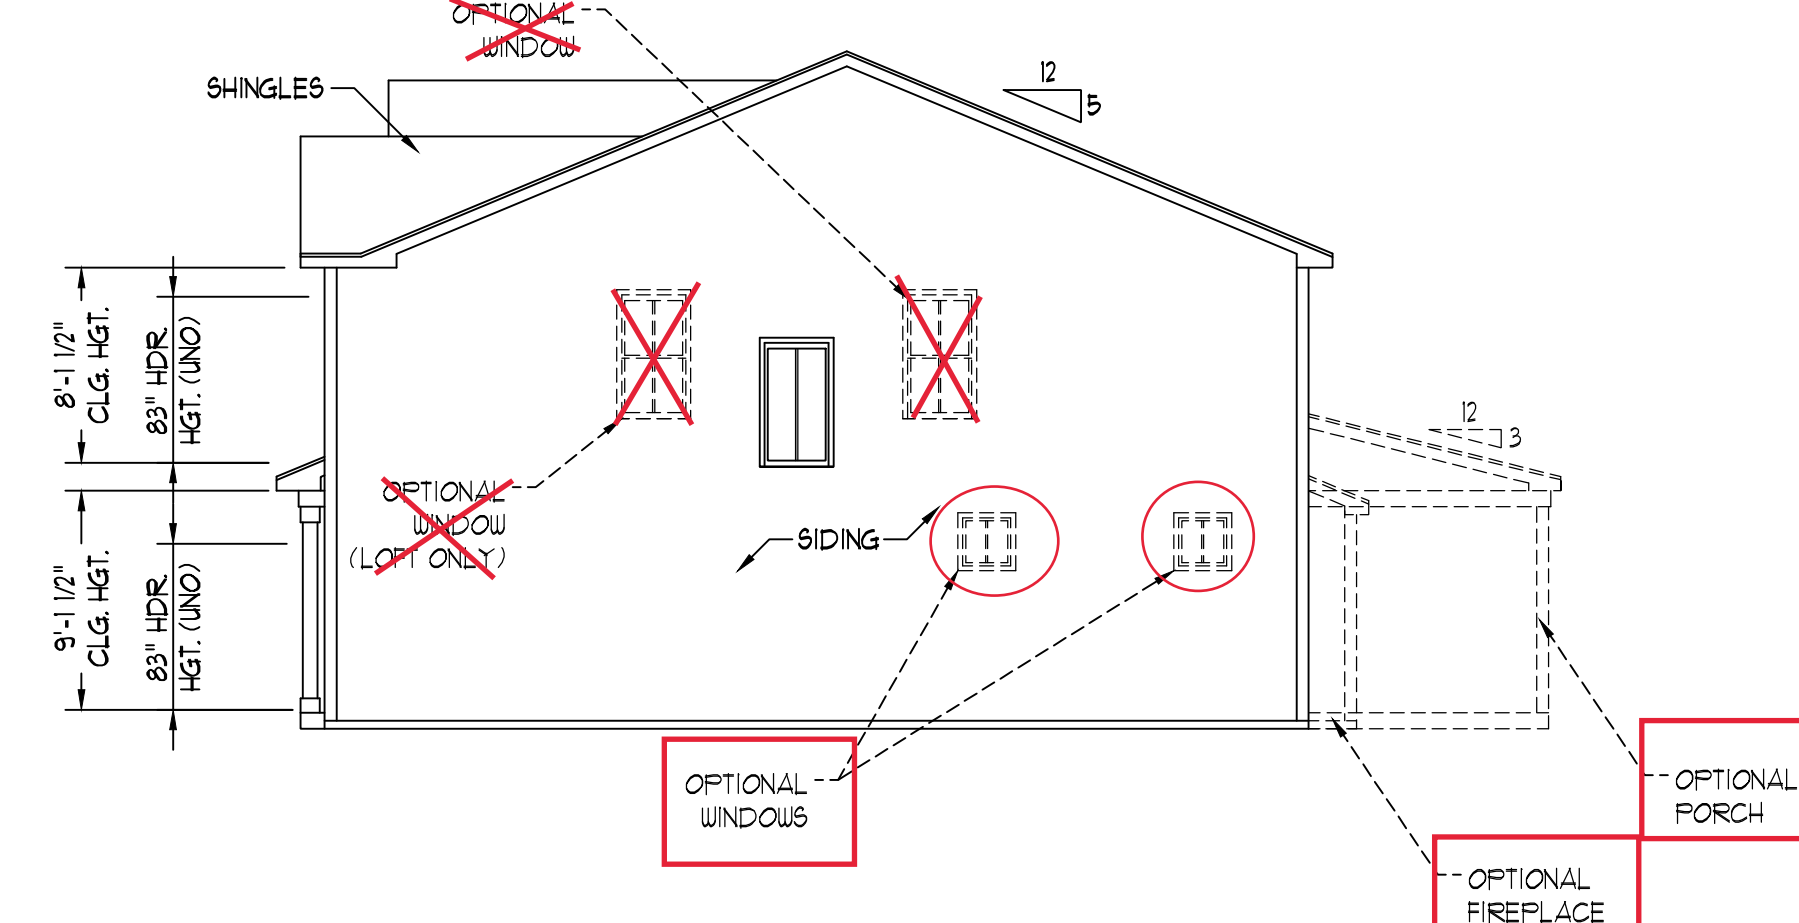 OPTIONAL
WINDOW
SHINGLES
12
5
8'-1 1/2"
CLG. HGT.
83" HDR.
HGT. (UNO)
12
3
OPTIONAL
WINDOW
(LOFT ONLY)
SIDING
9'-1 1/2"
CLG. HGT.
83" HDR.
HGT. (UNO)
OPTIONAL
WINDOWS
OPTIONAL
PORCH
OPTIONAL
FIREPLACE